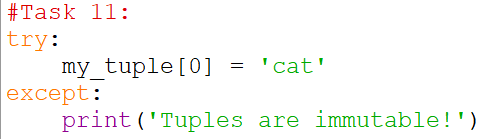 #Task 11:
try:
    my_tuple[0] = 'cat'
except:
    print('Tuples are immutable!')